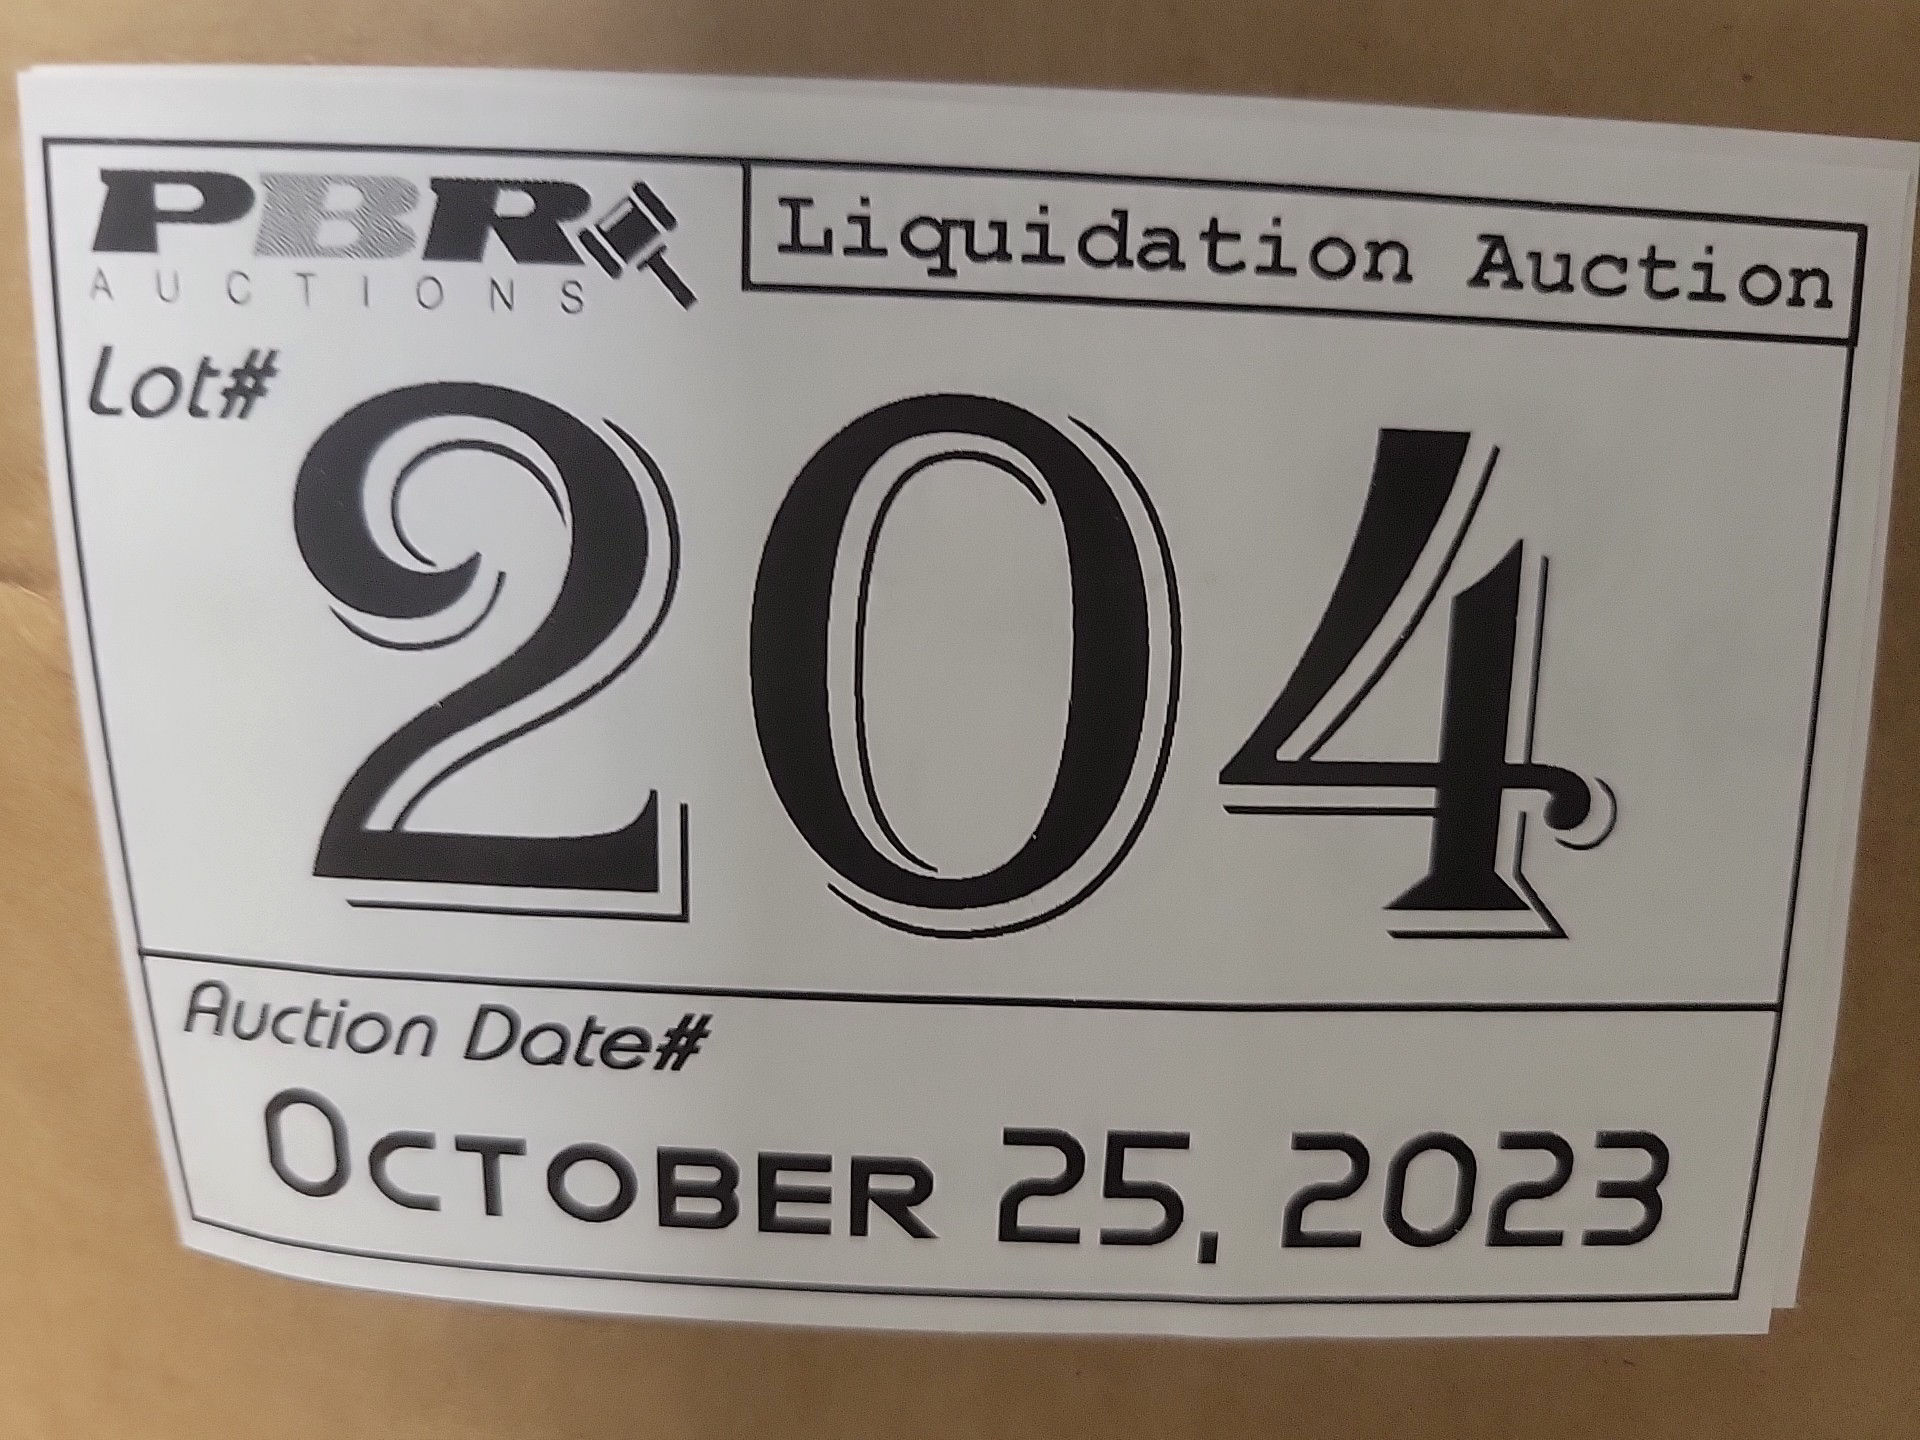 PBR
AUCTIONS
Liquidation Auction
Lot#
204
Auction Date#
October 25, 2023